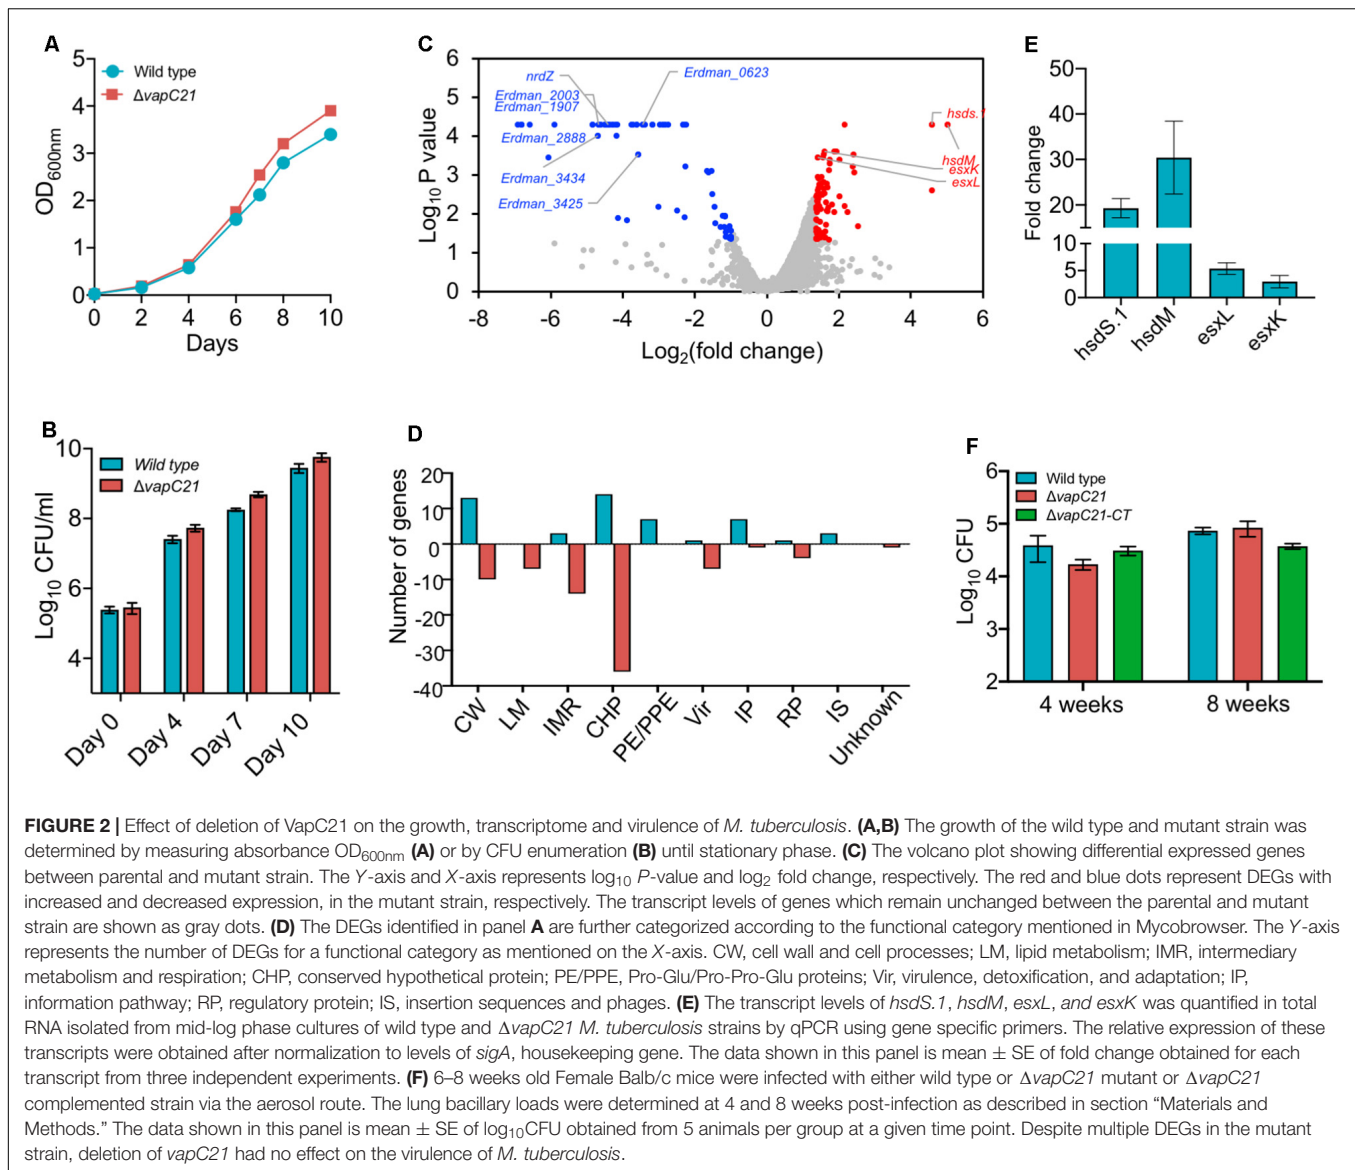 A
5
4
3
2
1
0
OD600nm
Wild type
ΔvapC21
0 2 4 6 8 10
Days
C
6
5
4
3
2
1
0
Log10 P value
nrdZ
Erdman_0623
Erdman_2003
Erdman_1907
Erdman_2888
Erdman_3434
Erdman_3425
hsds.1
hsdM
esxK
esxL
-8 -6 -4 -2 0 2 4 6
Log2(fold change)
E
40
30
20
10
5
0
Fold change
hsdS.1 hsdM esxL esxK
B
10
8
6
4
Log10 CFU/ml
Wild type
ΔvapC21
Day 0 Day 4 Day 7 Day 10
D
20
10
0
-10
-20
-30
-40
Number of genes
CW LM IMR CHP PE/PPE Vir IP RP IS Unknown
F
6
5
4
3
2
Log10 CFU
Wild type
ΔvapC21
ΔvapC21-CT
4 weeks 8 weeks
FIGURE 2 | Effect of deletion of VapC21 on the growth, transcriptome and virulence of M. tuberculosis. (A,B) The growth of the wild type and mutant strain was
determined by measuring absorbance OD600nm (A) or by CFU enumeration (B) until stationary phase. (C) The volcano plot showing differential expressed genes
between parental and mutant strain. The Y-axis and X-axis represents log10 P-value and log2 fold change, respectively. The red and blue dots represent DEGs with
increased and decreased expression, in the mutant strain, respectively. The transcript levels of genes which remain unchanged between the parental and mutant
strain are shown as gray dots. (D) The DEGs identified in panel A are further categorized according to the functional category mentioned in Mycobrowser. The Y-axis
represents the number of DEGs for a functional category as mentioned on the X-axis. CW, cell wall and cell processes; LM, lipid metabolism; IMR, intermediary
metabolism and respiration; CHP, conserved hypothetical protein; PE/PPE, Pro-Glu/Pro-Pro-Glu proteins; Vir, virulence, detoxification, and adaptation; IP,
information pathway; RP, regulatory protein; IS, insertion sequences and phages. (E) The transcript levels of hsdS.1, hsdM, esxL, and esxK was quantified in total
RNA isolated from mid-log phase cultures of wild type and ΔvapC21 M. tuberculosis strains by qPCR using gene specific primers. The relative expression of these
transcripts were obtained after normalization to levels of sigA, housekeeping gene. The data shown in this panel is mean ± SE of fold change obtained for each
transcript from three independent experiments. (F) 6–8 weeks old Female Balb/c mice were infected with either wild type or ΔvapC21 mutant or ΔvapC21
complemented strain via the aerosol route. The lung bacillary loads were determined at 4 and 8 weeks post-infection as described in section “Materials and
Methods.” The data shown in this panel is mean ± SE of log10CFU obtained from 5 animals per group at a given time point. Despite multiple DEGs in the mutant
strain, deletion of vapC21 had no effect on the virulence of M. tuberculosis.